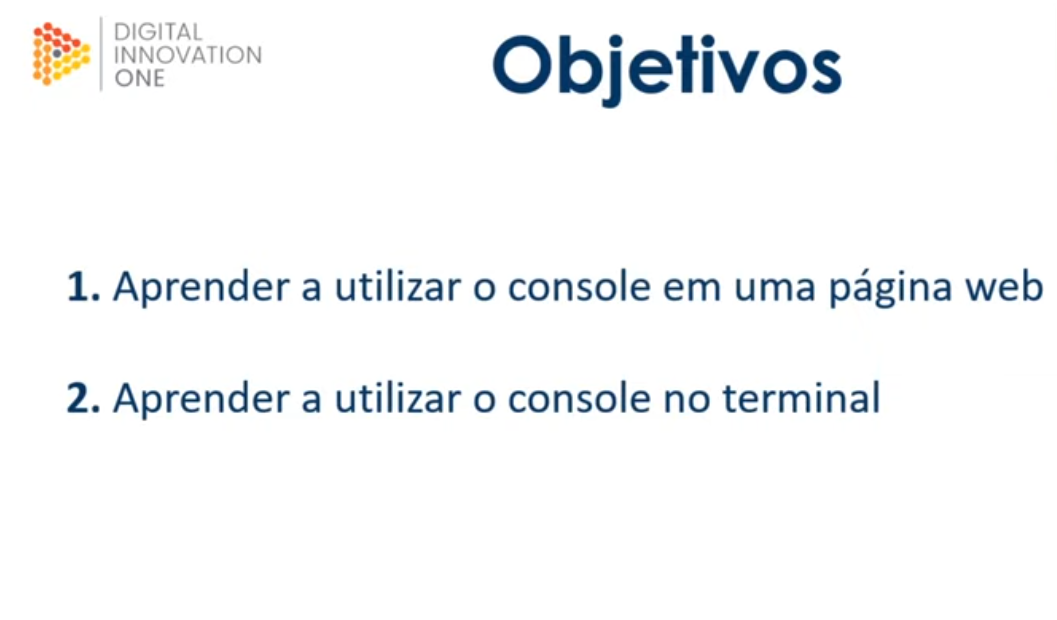 DIGITAL
INNOVATION
ONE
Objetivos
1. Aprender a utilizar o console em uma página web
2. Aprender a utilizar o console no terminal